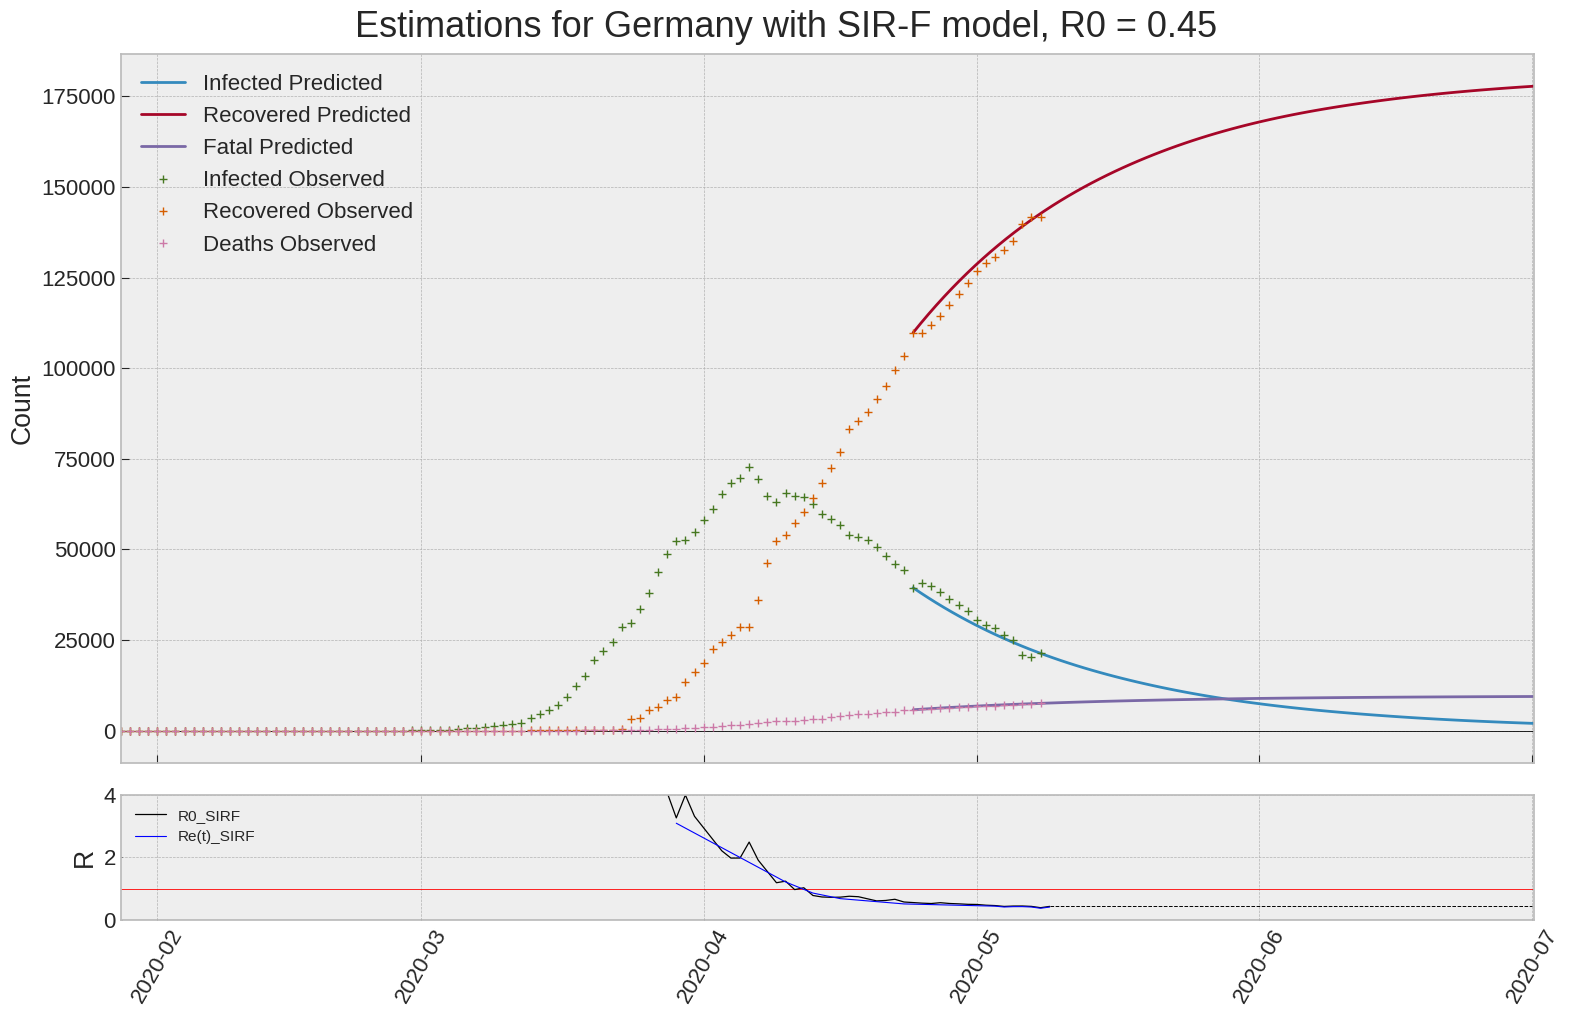 Estimations for Germany with SIR-F model, R0 = 0.45
Infected Predicted
Recovered Predicted
Fatal Predicted
Infected Observed
Recovered Observed
Deaths Observed
175000
150000
125000
100000
75000
50000
25000
0
Count
4
2
0
R
R0_SIRF
Re(t)_SIRF
2020-02
2020-03
2020-04
2020-05
2020-06
2020-07